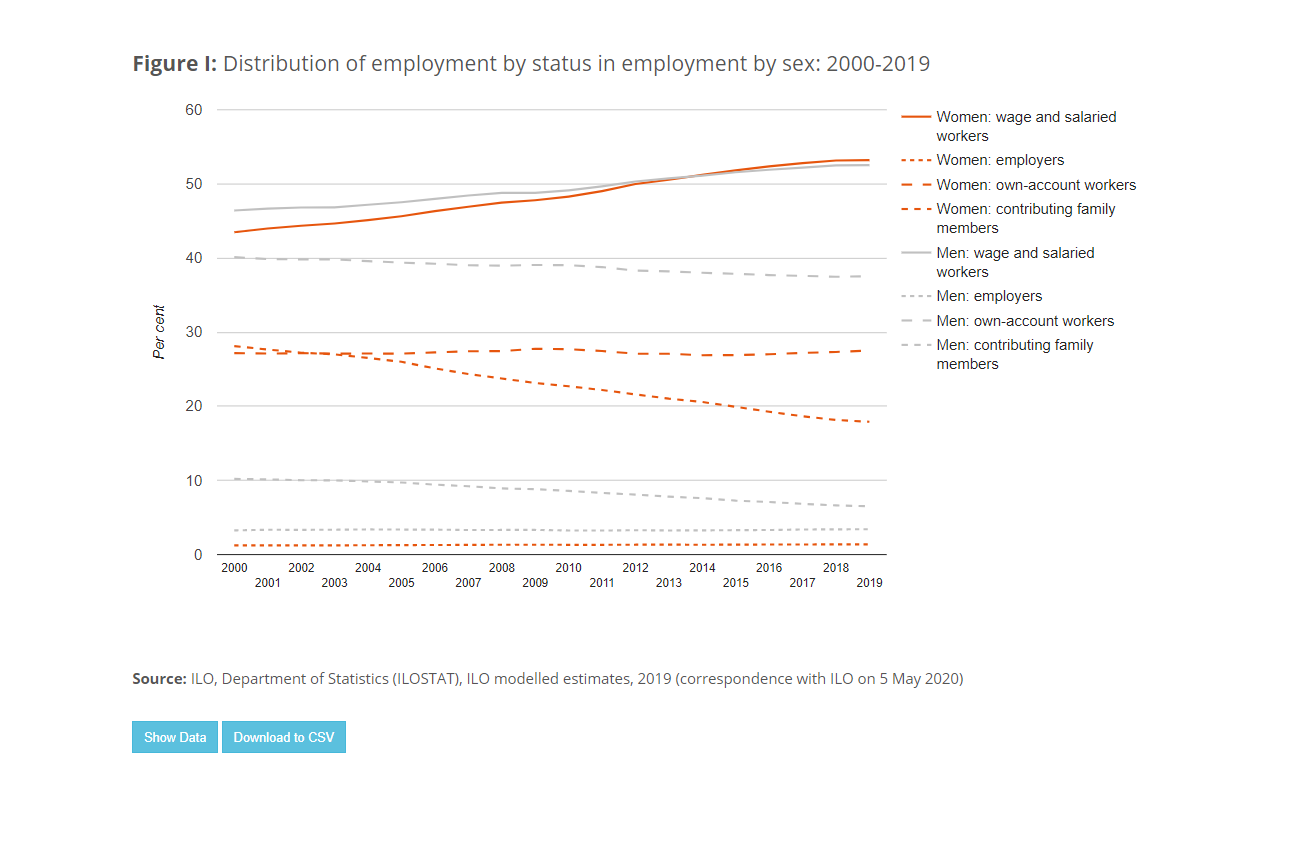 Figure I: Distribution of employment by status in employment by sex: 2000-2019
60
50
40
30
20
10
0
Per cent
2000 2002 2004 2006 2008 2010 2012 2014 2016 2018
2001 2003 2005 2007 2009 2011 2013 2015 2017 2019
Women: wage and salaried
workers
Women: employers
Women: own-account workers
Women: contributing family
members
Men: wage and salaried
workers
Men: employers
Men: own-account workers
Men: contributing family
members
Source: ILO, Department of Statistics (ILOSTAT), ILO modelled estimates, 2019 (correspondence with ILO on 5 May 2020)
Show Data Download to CSV